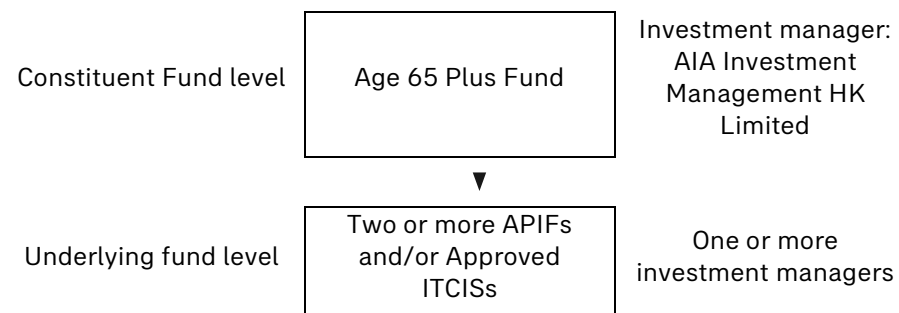 Constituent Fund level
Age 65 Plus Fund
Investment manager:
AIA Investment
Management HK
Limited
Underlying fund level
Two or more APIFs
and/or Approved
ITCISs
One or more
investment managers